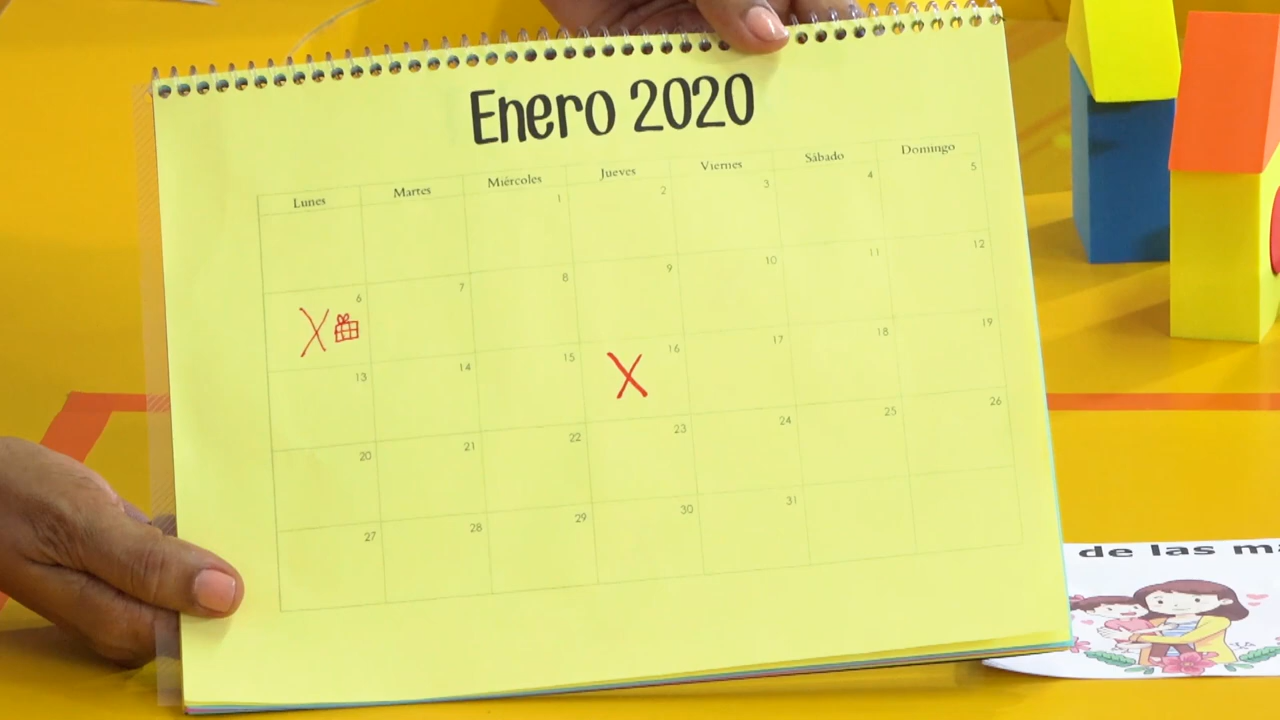 Enero 2020
Lunes Martes Miércoles Jueves Viernes Sábado Domingo
1 2 3 4 5
6 7 8 9 10 11 12
X
13 14 15 16 17 18 19
X
20 21 22 23 24 25 26
27 28 29 30 31
de las ma